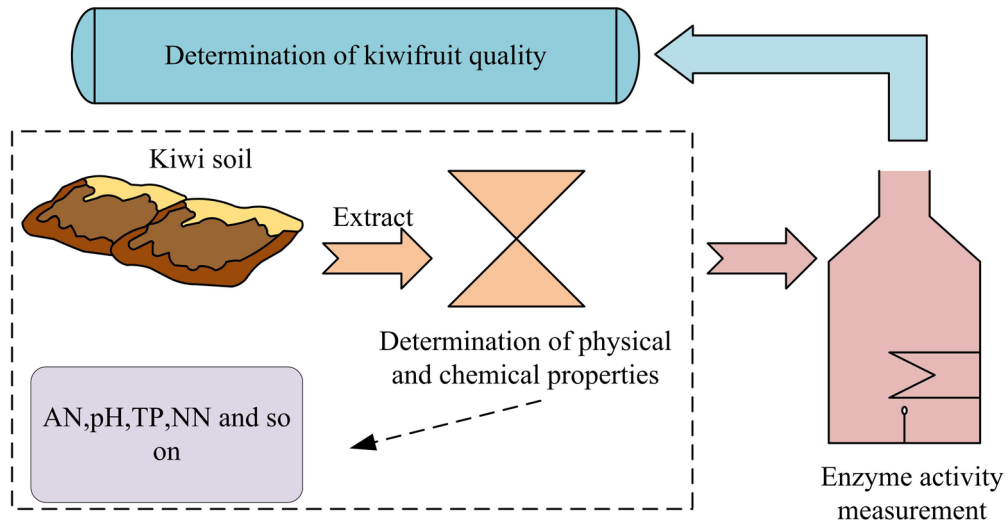 Determination of kiwifruit quality
Kiwi soil
Extract
Determination of physical
and chemical properties
AN,pH,TP,NN and so
on
Enzyme activity
measurement